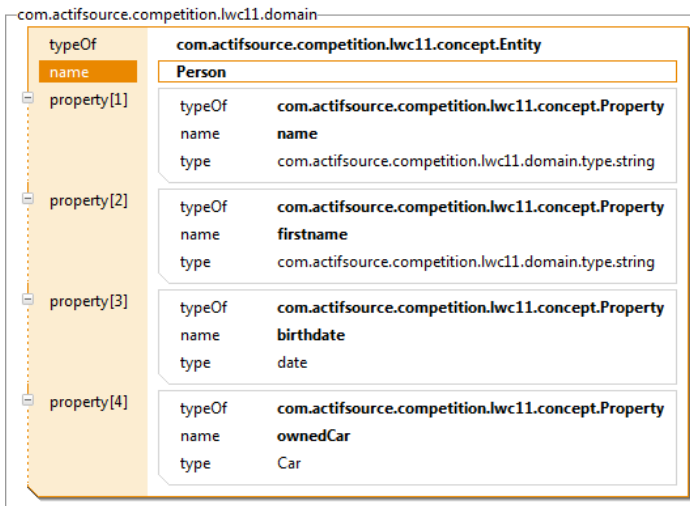 com.actifsource.competition.lwc11.domain
typeOf com.actifsource.competition.lwc11.concept.Entity
name Person
property[1]
typeOf com.actifsource.competition.lwc11.concept.Property
name name
type com.actifsource.competition.lwc11.domain.type.string
property[2]
typeOf com.actifsource.competition.lwc11.concept.Property
name firstname
type com.actifsource.competition.lwc11.domain.type.string
property[3]
typeOf com.actifsource.competition.lwc11.concept.Property
name birthdate
type date
property[4]
typeOf com.actifsource.competition.lwc11.concept.Property
name ownedCar
type Car